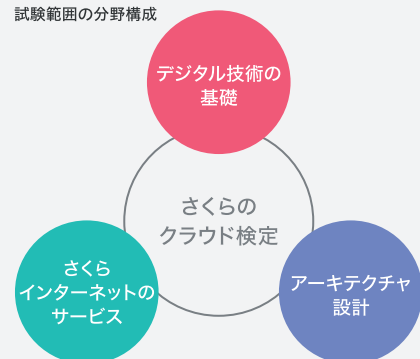 試験範囲の分野構成
デジタル技術の
基礎
さくらの
クラウド検定
さくら
インターネットの
サービス
アーキテクチャ
設計